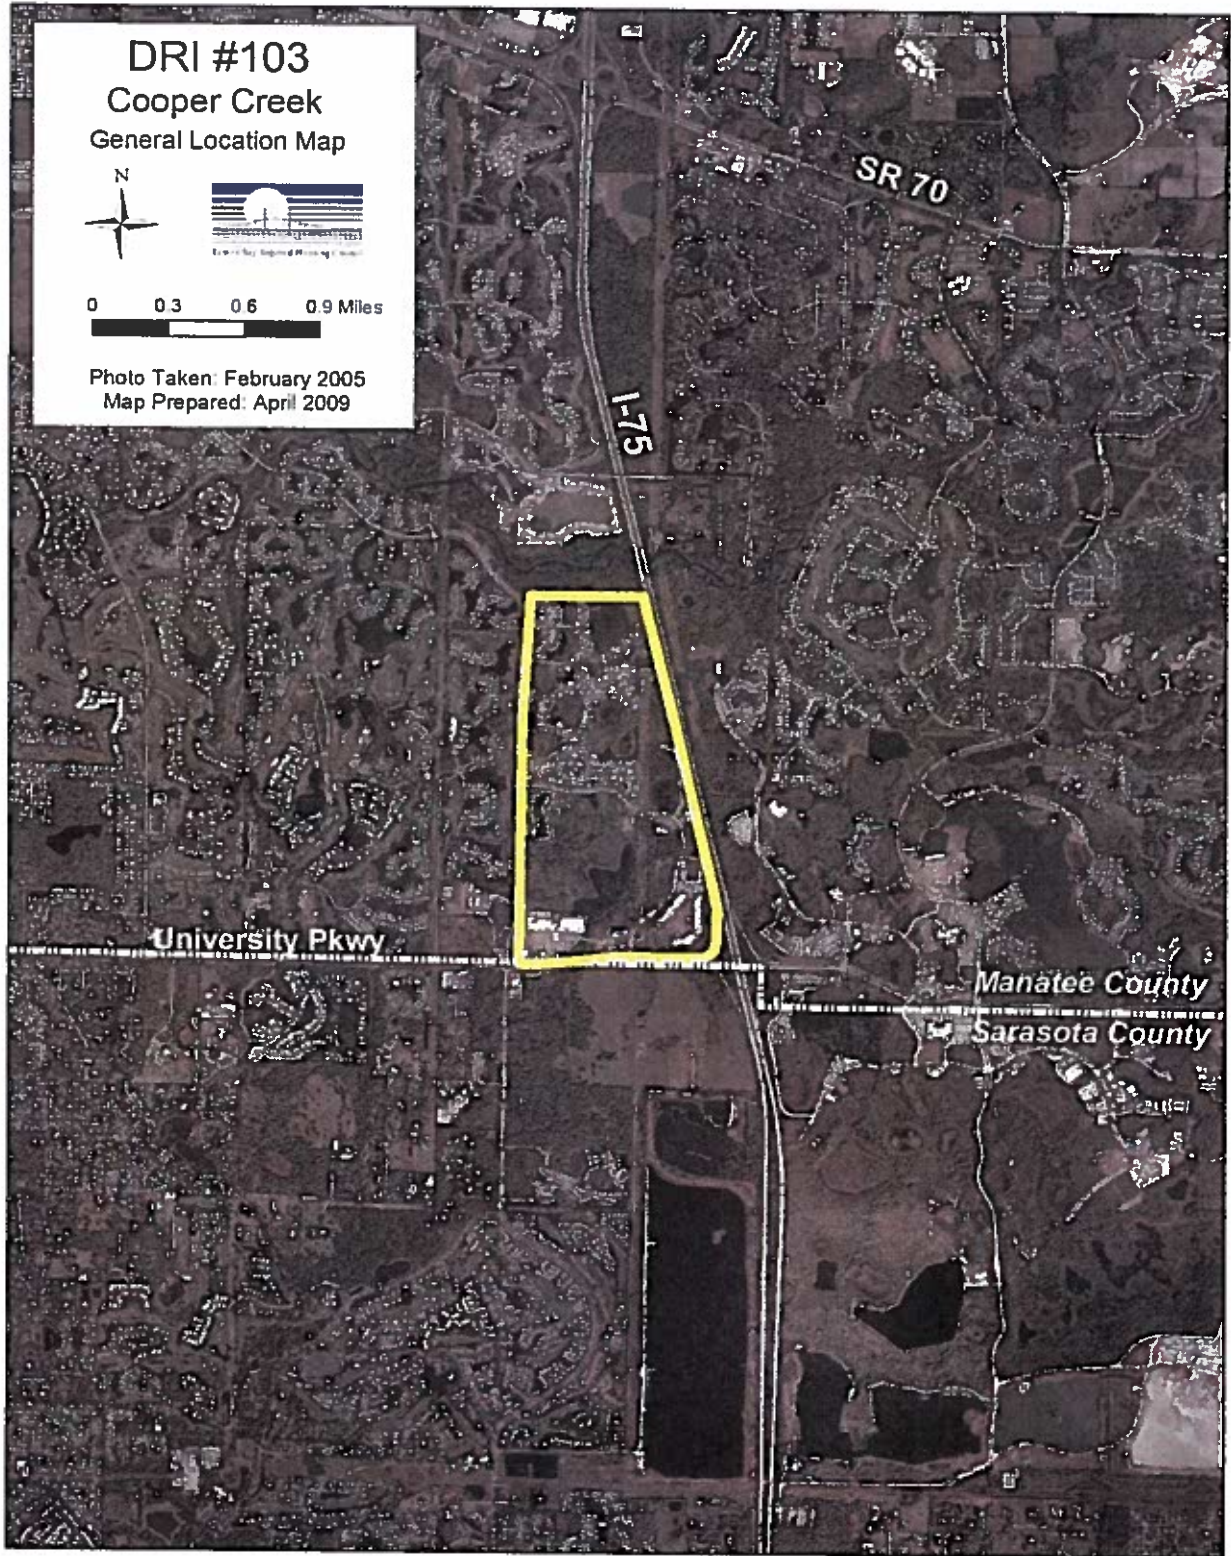 DRI #103
Cooper Creek
General Location Map
N
0 0.3 0.6 0.9 Miles
Photo Taken: February 2005
Map Prepared: April 2009
SR 70
I-75
University Pkwy
Manatee County
Sarasota County